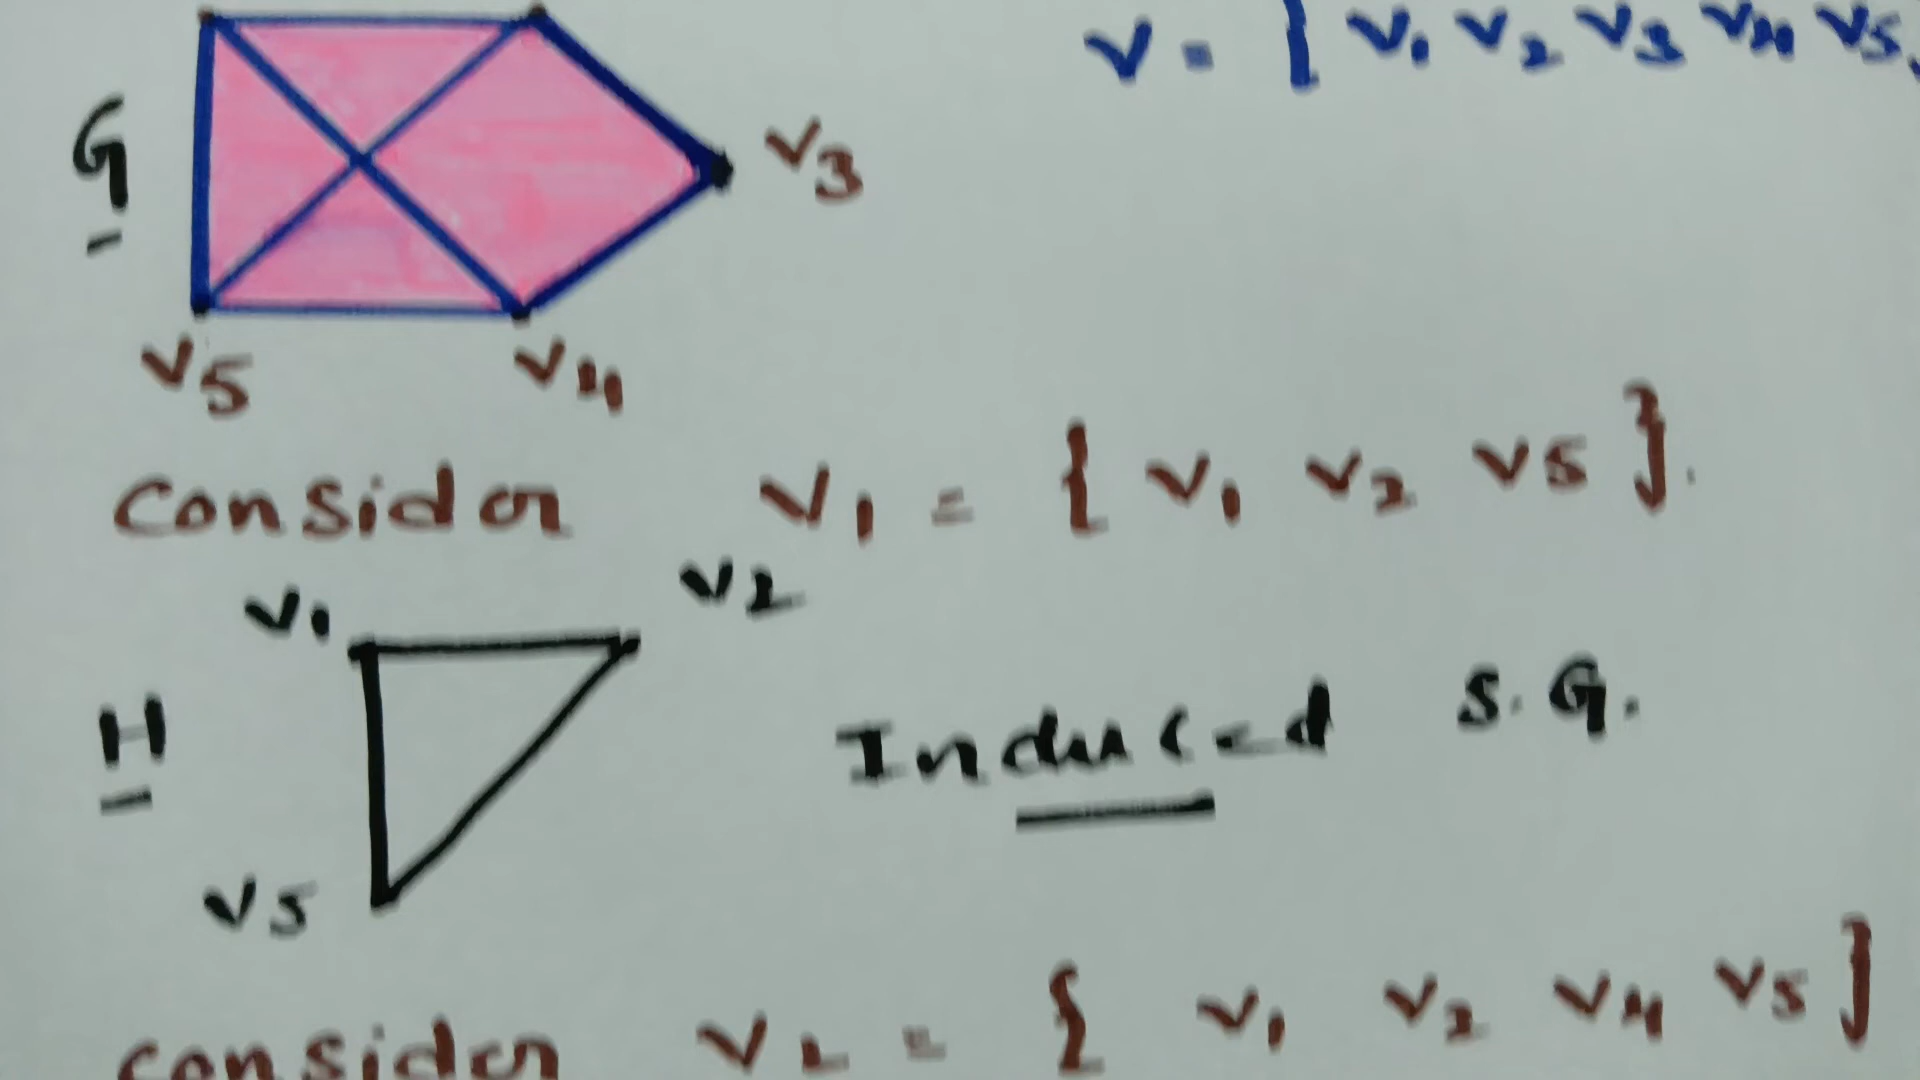 V = { V1 V2 V3 V4 V5
G
V3
V5 V4
Consider V1 = { V1 V2 V5 }.
V1 V2
H
Induced S.G.
V5
Consider V2 = { V1 V2 V4 V5 }